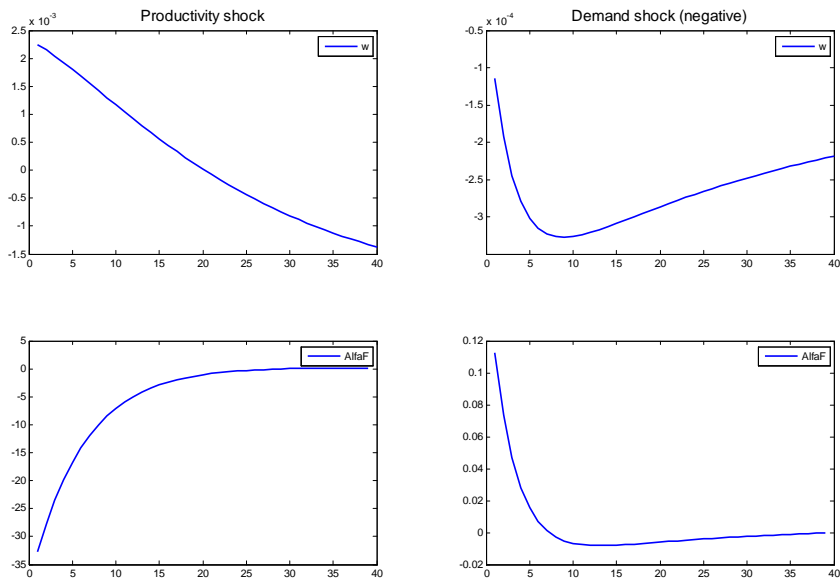 Productivity shock
x 10^-3
2.5
2
1.5
1
0.5
0
-0.5
-1
-1.5
0 5 10 15 20 25 30 35 40
w
Demand shock (negative)
x 10^-4
-0.5
-1
-1.5
-2
-2.5
-3
0 5 10 15 20 25 30 35 40
w
5
0
-5
-10
-15
-20
-25
-30
-35
0 5 10 15 20 25 30 35 40
AlfaF
0.12
0.1
0.08
0.06
0.04
0.02
0
-0.02
0 5 10 15 20 25 30 35 40
AlfaF